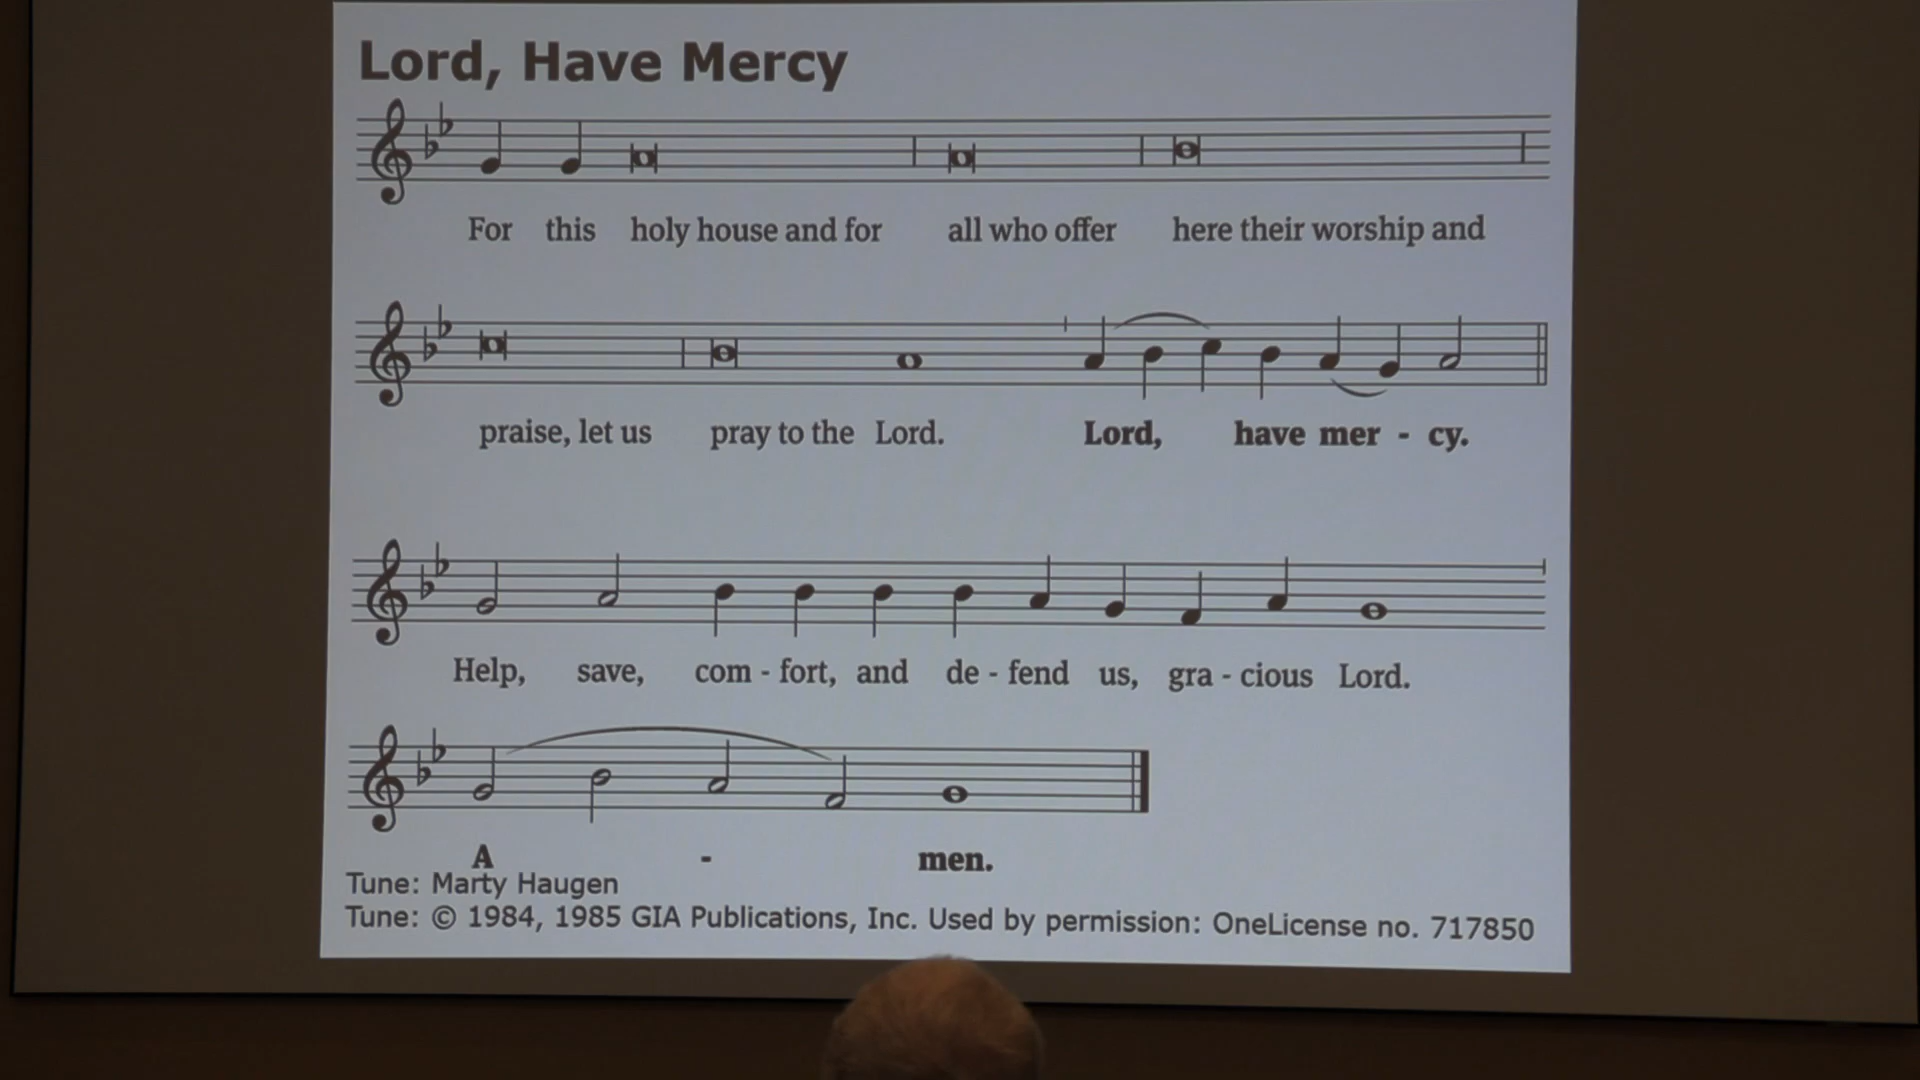 Lord, Have Mercy
For this holy house and for all who offer here their worship and
praise, let us pray to the Lord. Lord, have mer - cy.
Help, save, com - fort, and de - fend us, gra - cious Lord.
A - men.
Tune: Marty Haugen
Tune: © 1984, 1985 GIA Publications, Inc. Used by permission: OneLicense no. 717850